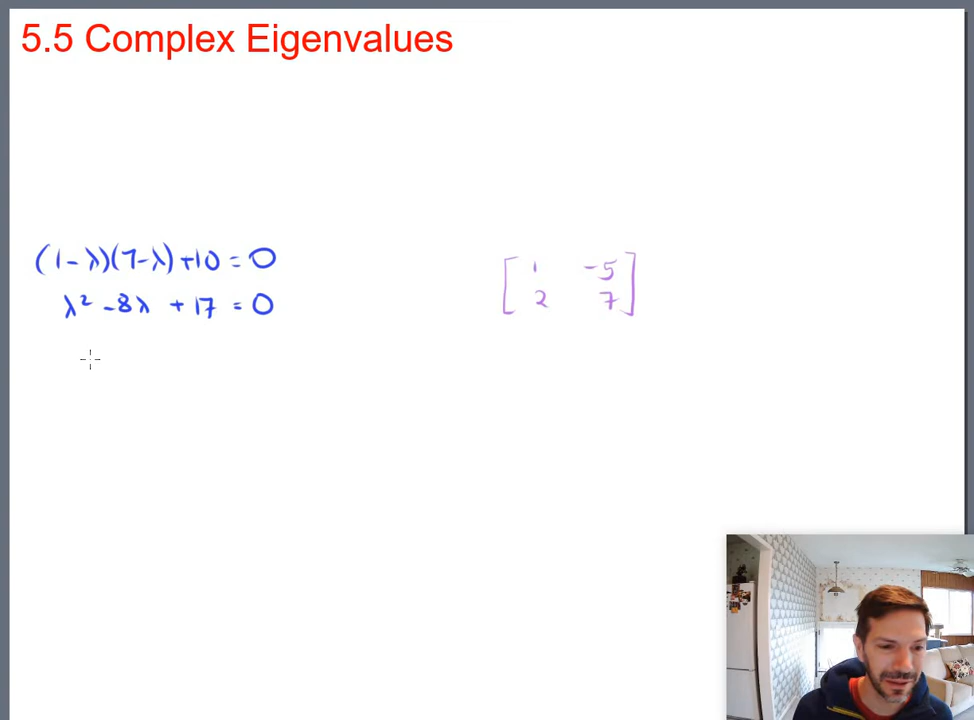 5.5 Complex Eigenvalues
(1-λ)(7-λ)+10=0
λ²-8λ+17=0
[1 -5
2 7]